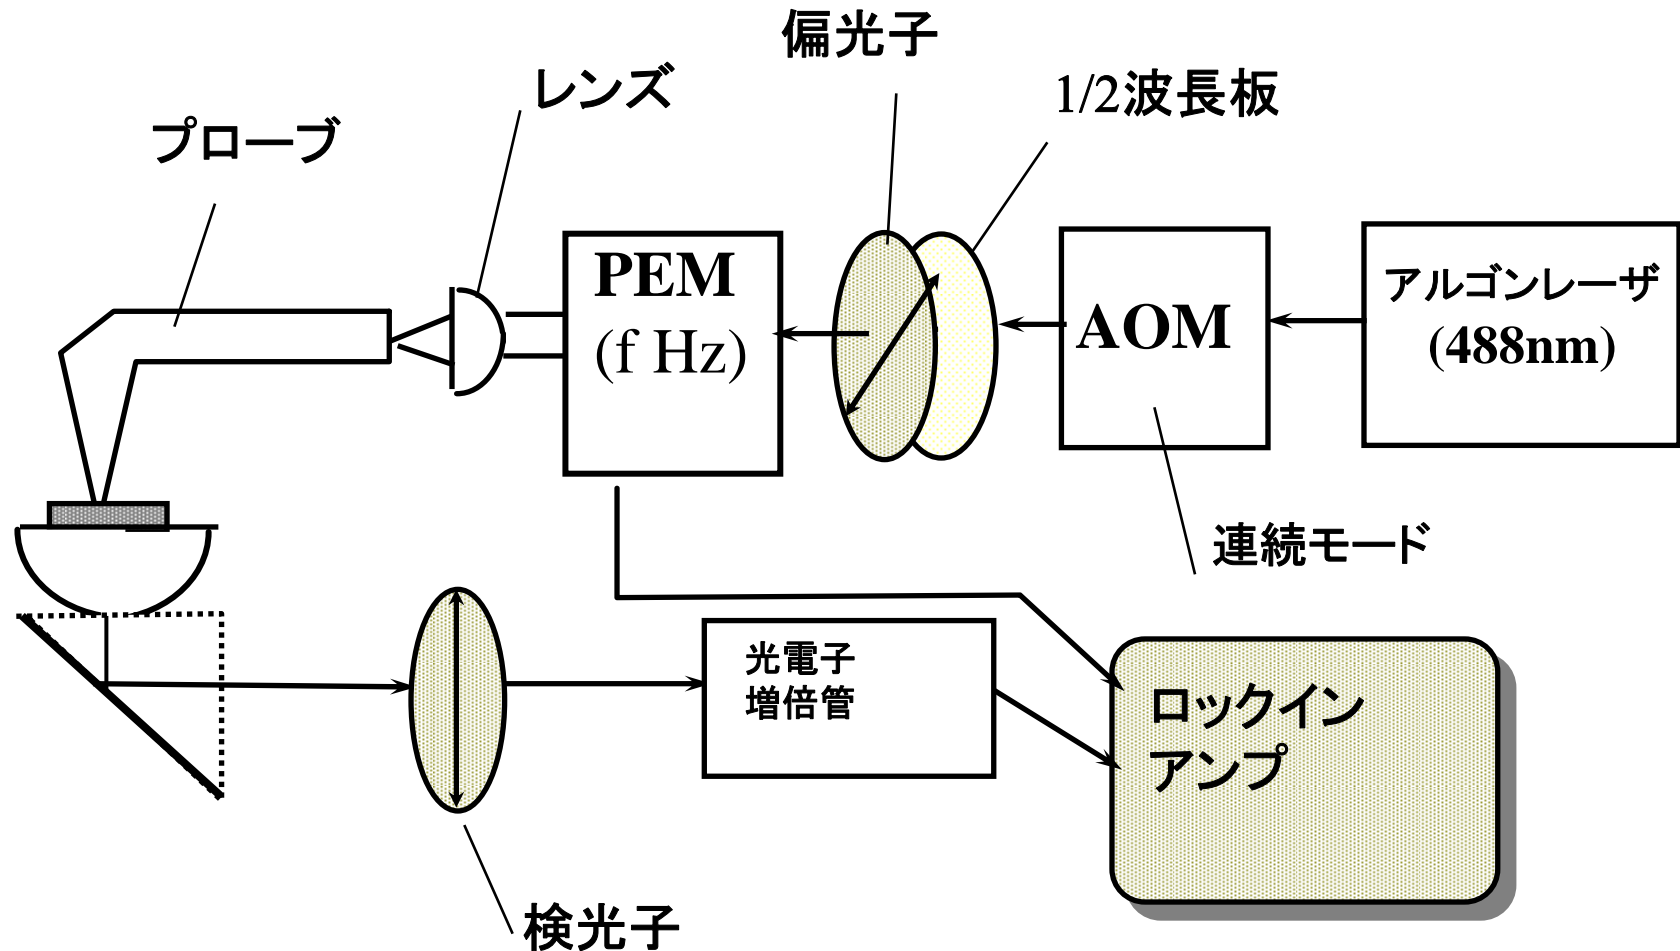 偏光子
レンズ
1/2波長板
プローブ
PEM
(f Hz)
AOM
アルゴンレーザ
(488nm)
連続モード
光電子
増倍管
ロックイン
アンプ
検光子